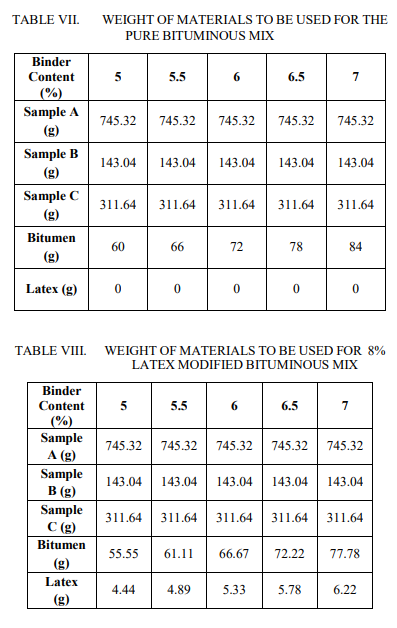 TABLE VII. WEIGHT OF MATERIALS TO BE USED FOR THE
PURE BITUMINOUS MIX
Binder
Content 5 5.5 6 6.5 7
(%)
Sample A
(g) 745.32 745.32 745.32 745.32 745.32
Sample B
(g) 143.04 143.04 143.04 143.04 143.04
Sample C
(g) 311.64 311.64 311.64 311.64 311.64
Bitumen
(g) 60 66 72 78 84
Latex (g) 0 0 0 0 0
TABLE VIII. WEIGHT OF MATERIALS TO BE USED FOR 8%
LATEX MODIFIED BITUMINOUS MIX
Binder
Content 5 5.5 6 6.5 7
(%)
Sample
A (g) 745.32 745.32 745.32 745.32 745.32
Sample
B (g) 143.04 143.04 143.04 143.04 143.04
Sample
C (g) 311.64 311.64 311.64 311.64 311.64
Bitumen
(g) 55.55 61.11 66.67 72.22 77.78
Latex
(g) 4.44 4.89 5.33 5.78 6.22